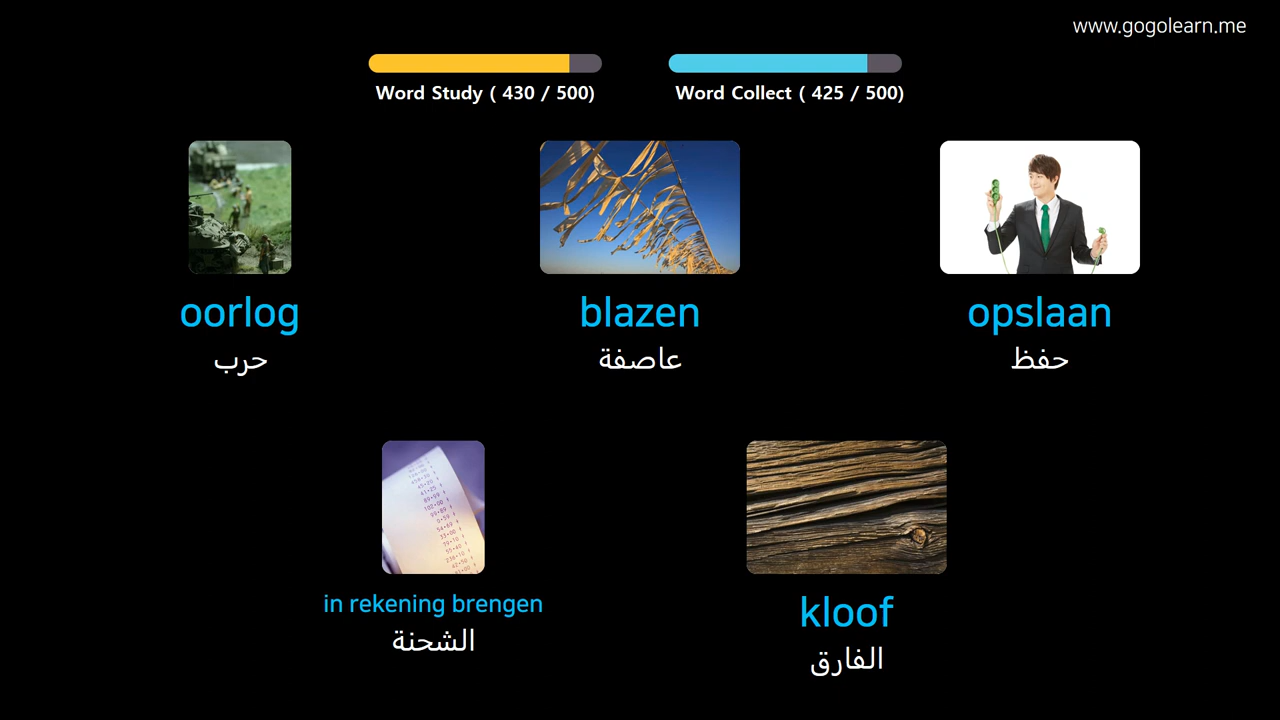 www.gogolearn.me
Word Study ( 430 / 500)
Word Collect ( 425 / 500)
oorlog
حرب
blazen
عاصفة
opslaan
حفظ
in rekening brengen
الشحنة
kloof
الفارق